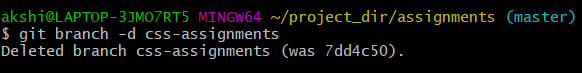 akshi@LAPTOP-3JMO7RT5 MINGW64 ~/project_dir/assignments (master)
$ git branch -d css-assignments
Deleted branch css-assignments (was 7dd4c50).